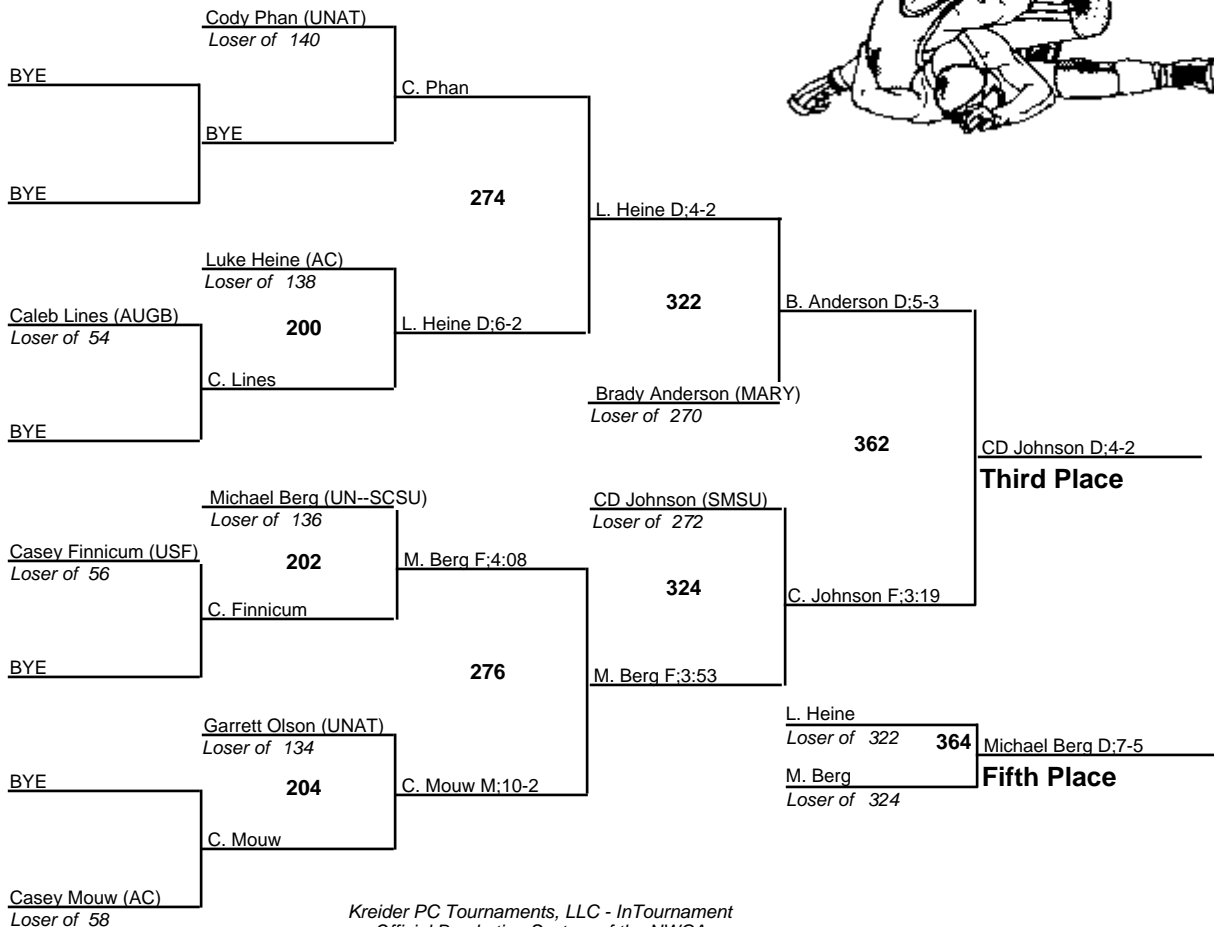 Cody Phan (UNAT)
Loser of 140
BYE
C. Phan
BYE
BYE
274
L. Heine D;4-2
Luke Heine (AC)
Loser of 138
322
B. Anderson D;5-3
Caleb Lines (AUGB)
Loser of 54
200
L. Heine D;6-2
C. Lines
Brady Anderson (MARY)
Loser of 270
BYE
362
CD Johnson D;4-2
Third Place
Michael Berg (UN--SCSU)
Loser of 136
CD Johnson (SMSU)
Loser of 272
Casey Finnicum (USF)
Loser of 56
202
M. Berg F;4:08
324
C. Johnson F;3:19
C. Finnicum
BYE
276
M. Berg F;3:53
Garrett Olson (UNAT)
Loser of 134
L. Heine
Loser of 322
364
Michael Berg D;7-5
Fifth Place
BYE
204
C. Mouw M;10-2
M. Berg
Loser of 324
C. Mouw
Casey Mouw (AC)
Loser of 58
Kreider PC Tournaments, LLC - InTournament